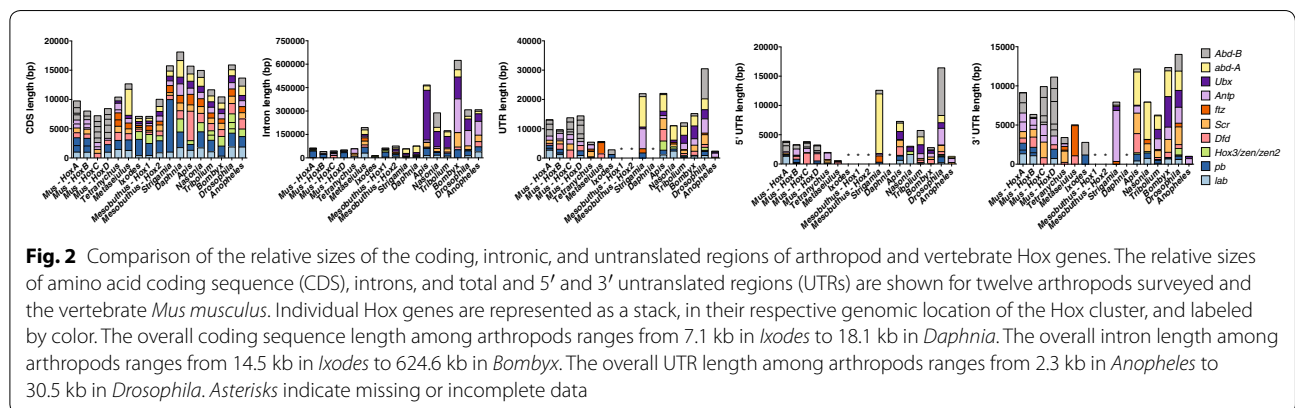 CDS length (bp)
20000
15000
10000
5000
0
Intron length (bp)
750000
600000
450000
300000
150000
0
UTR length (bp)
40000
30000
20000
10000
0
5' UTR length (bp)
20000
15000
10000
5000
0
3' UTR length (bp)
15000
10000
5000
0
Abd-B
abd-A
Ubx
Antp
ftz
Scr
Dfd
Hox3/zen/zen2
pb
lab
Mus - HoxA
Mus - HoxB
Mus - HoxC
Mus - HoxD
Tetranychus
Metaseiulus
Ixodes
Mesobuthus - Hox1
Mesobuthus - Hox2
Strigamia
Daphnia
Apis
Nasonia
Tribolium
Bombyx
Drosophila
Anopheles
Fig. 2 Comparison of the relative sizes of the coding, intronic, and untranslated regions of arthropod and vertebrate Hox genes. The relative sizes
of amino acid coding sequence (CDS), introns, and total and 5′ and 3′ untranslated regions (UTRs) are shown for twelve arthropods surveyed and
the vertebrate Mus musculus. Individual Hox genes are represented as a stack, in their respective genomic location of the Hox cluster, and labeled
by color. The overall coding sequence length among arthropods ranges from 7.1 kb in Ixodes to 18.1 kb in Daphnia. The overall intron length among
arthropods ranges from 14.5 kb in Ixodes to 624.6 kb in Bombyx. The overall UTR length among arthropods ranges from 2.3 kb in Anopheles to
30.5 kb in Drosophila. Asterisks indicate missing or incomplete data